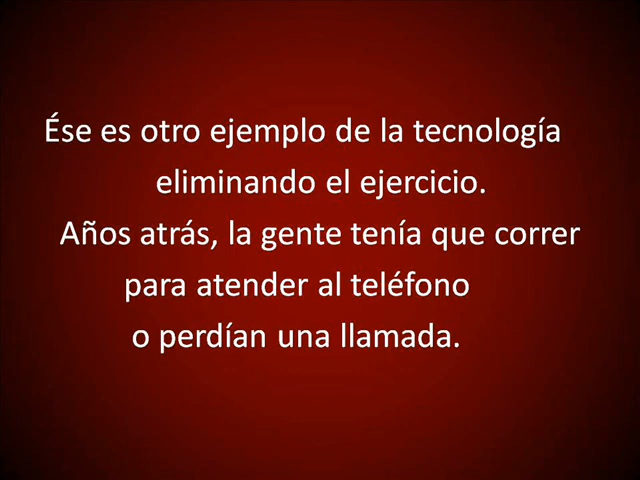 Ése es otro ejemplo de la tecnología
eliminando el ejercicio.
Años atrás, la gente tenía que correr
para atender al teléfono
o perdían una llamada.